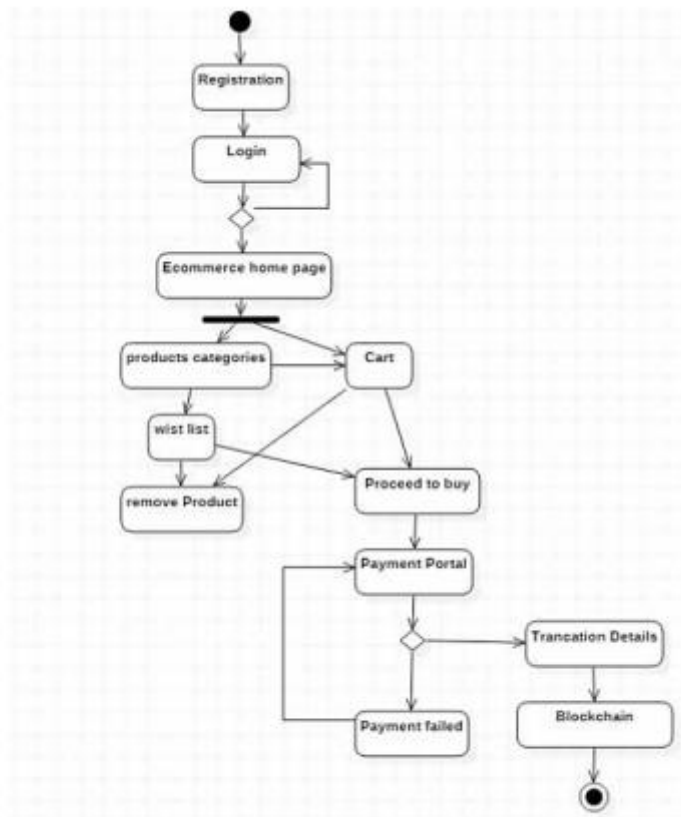 Registration
Login
Ecommerce home page
products categories
Cart
wist list
Proceed to buy
remove Product
Payment Portal
Trancation Details
Payment failed
Blockchain